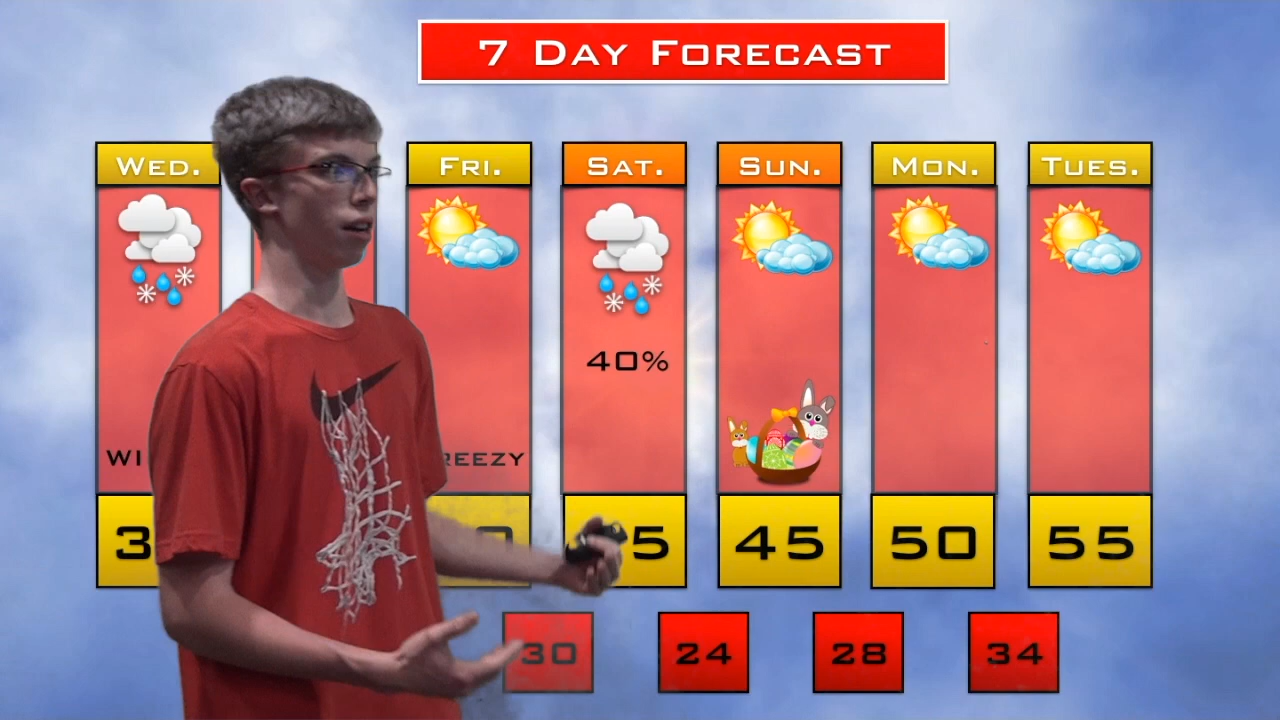 7 DAY FORECAST
WED. FRI. SAT. SUN. MON. TUES.
40%
45 50 55
30 24 28 34